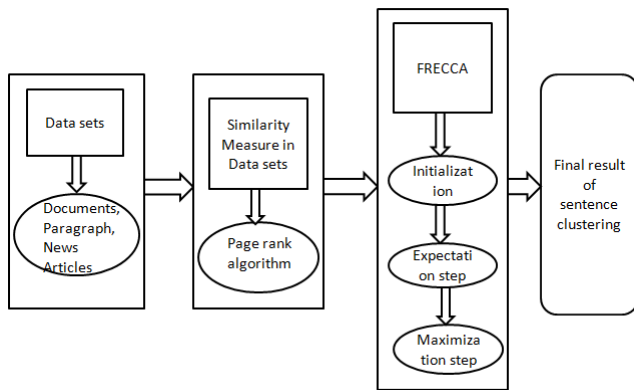 Data sets
Documents,
Paragraph,
News
Articles
Similarity
Measure in
Data sets
Page rank
algorithm
FRECCA
Initializat
ion
Expectati
on step
Maximiza
tion step
Final result
of
sentence
clustering